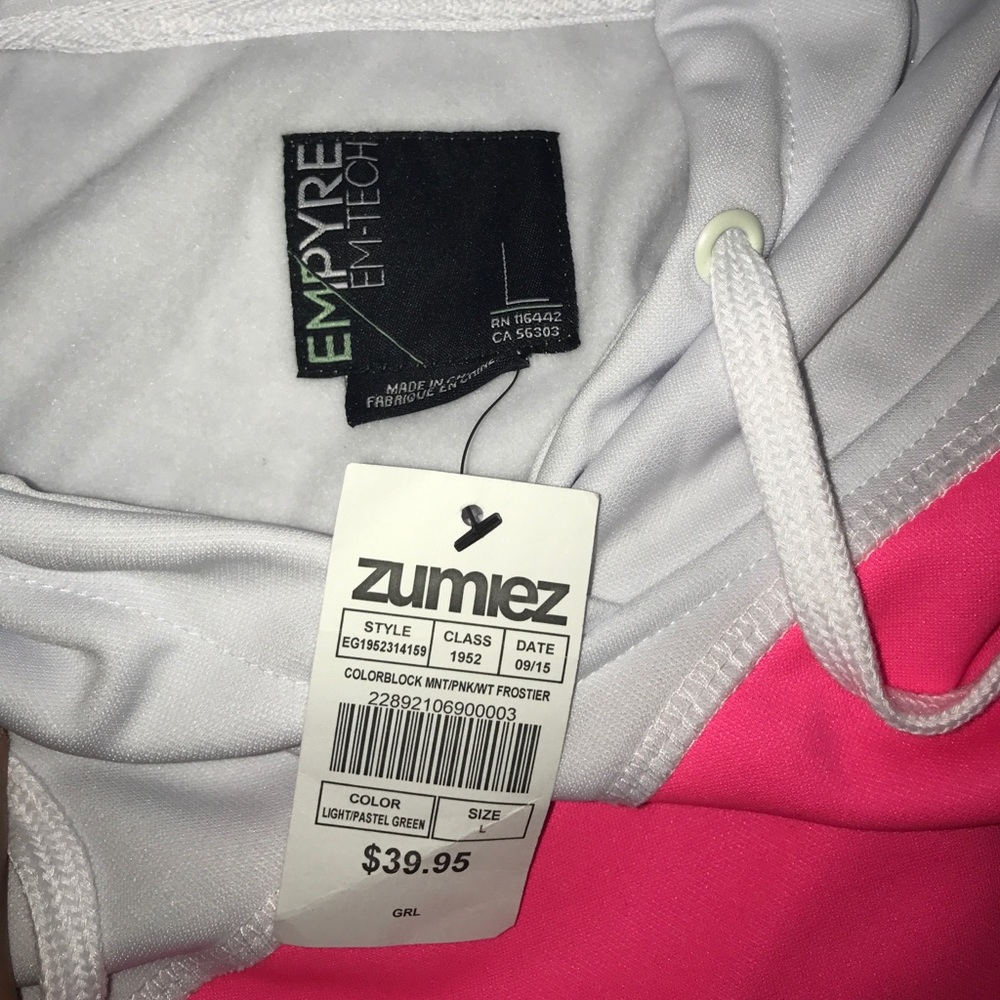 EMPYRE
EM-TECH
L
RN 116442
CA 56303
MADE IN
FABRIQUE EN CHINE
zumiez
STYLE
EG1952314159
CLASS
1952
DATE
09/15
COLORBLOCK MNT/PNK/WT FROSTIER
22892106900003
COLOR
LIGHT/PASTEL GREEN
SIZE
L
$39.95
GRL